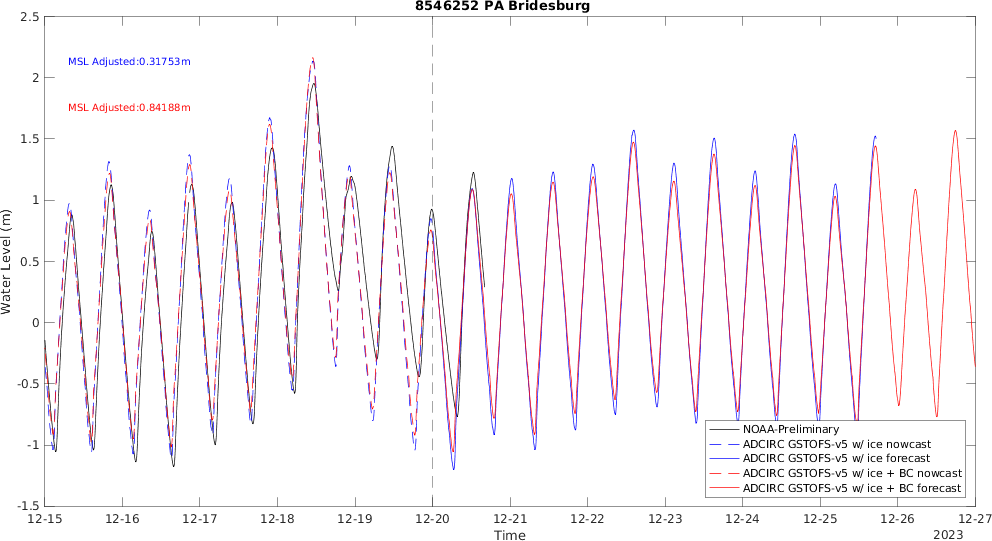 8546252 PA Bridesburg
MSL Adjusted:0.31753m
MSL Adjusted:0.84188m
Water Level (m)
2.5
2
1.5
1
0.5
0
-0.5
-1
-1.5
NOAA-Preliminary
ADCIRC GSTOFS-v5 w/ ice nowcast
ADCIRC GSTOFS-v5 w/ ice forecast
ADCIRC GSTOFS-v5 w/ ice + BC nowcast
ADCIRC GSTOFS-v5 w/ ice + BC forecast
12-15 12-16 12-17 12-18 12-19 12-20 12-21 12-22 12-23 12-24 12-25 12-26 12-27
Time
2023